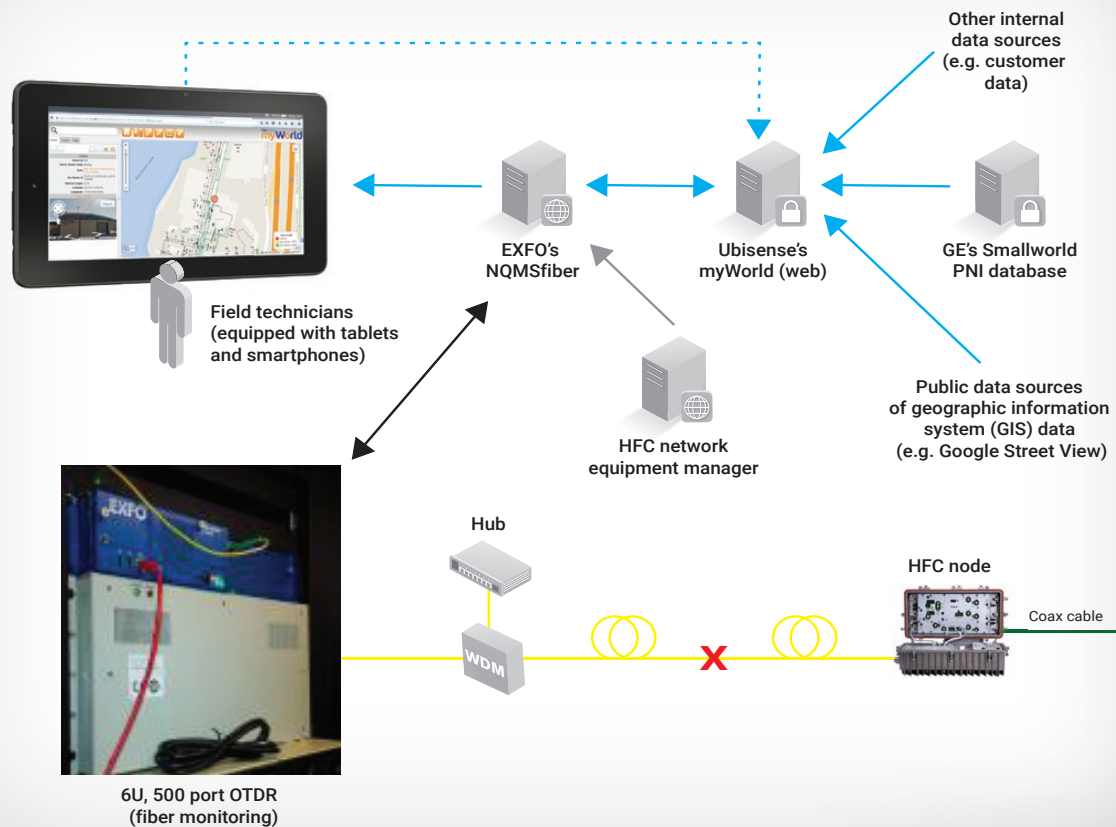 Other internal
data sources
(e.g. customer
data)
myWorld
EXFO's
NQMSfiber
Ubisense's
myWorld (web)
GE's Smallworld
PNI database
Field technicians
(equipped with tablets
and smartphones)
HFC network
equipment manager
Public data sources
of geographic information
system (GIS) data
(e.g. Google Street View)
EXFO
Hub
HFC node
Coax cable
WDM
X
6U, 500 port OTDR
(fiber monitoring)